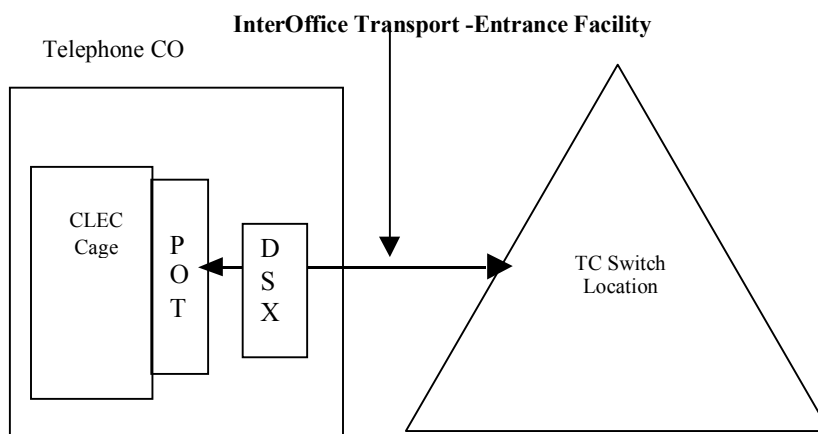 InterOffice Transport -Entrance Facility
Telephone CO
CLEC
Cage
P
O
T
D
S
X
TC Switch
Location